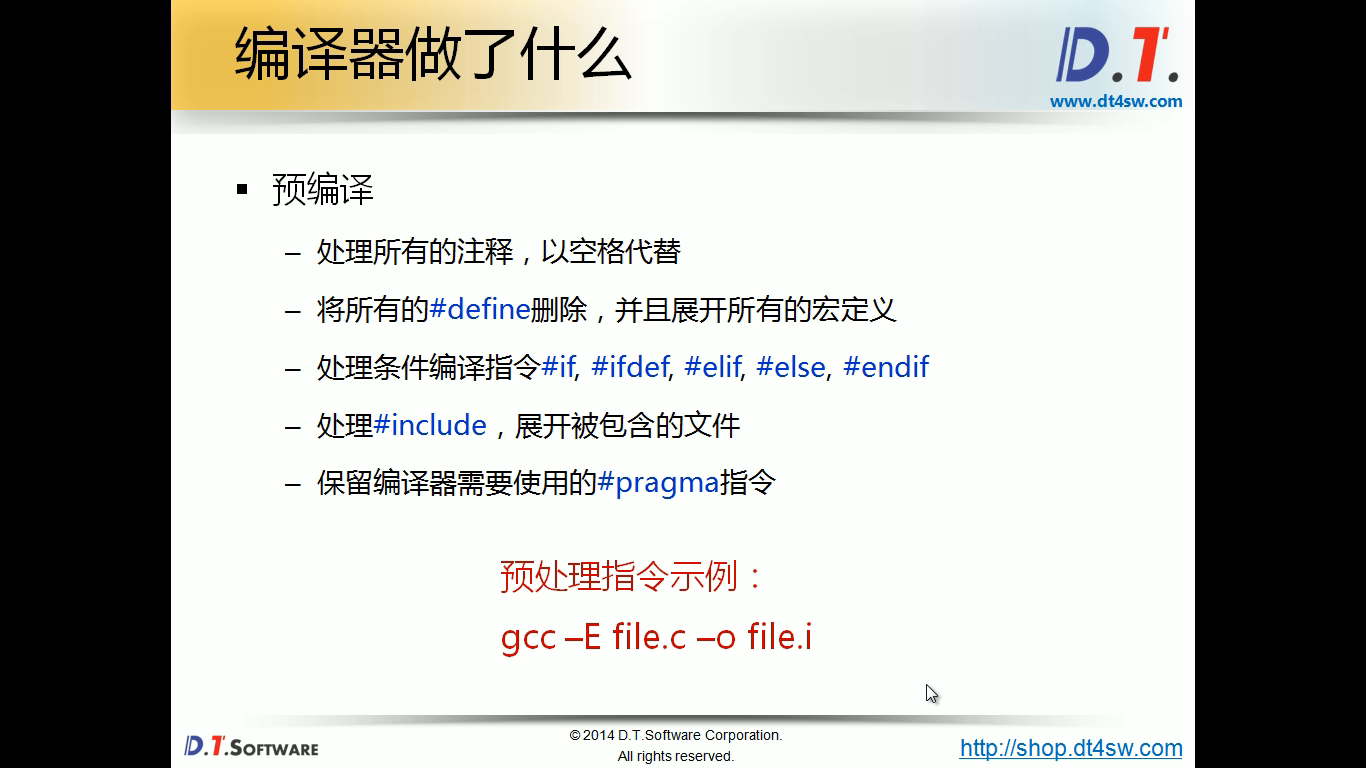 编译器做了什么
D.T.
www.dt4sw.com
▪ 预编译
– 处理所有的注释，以空格代替
– 将所有的#define删除，并且展开所有的宏定义
– 处理条件编译指令#if, #ifdef, #elif, #else, #endif
– 处理#include，展开被包含的文件
– 保留编译器需要使用的#pragma指令
预处理指令示例：
gcc –E file.c –o file.i
D.T.SOFTWARE
© 2014 D.T.Software Corporation.
All rights reserved.
http://shop.dt4sw.com